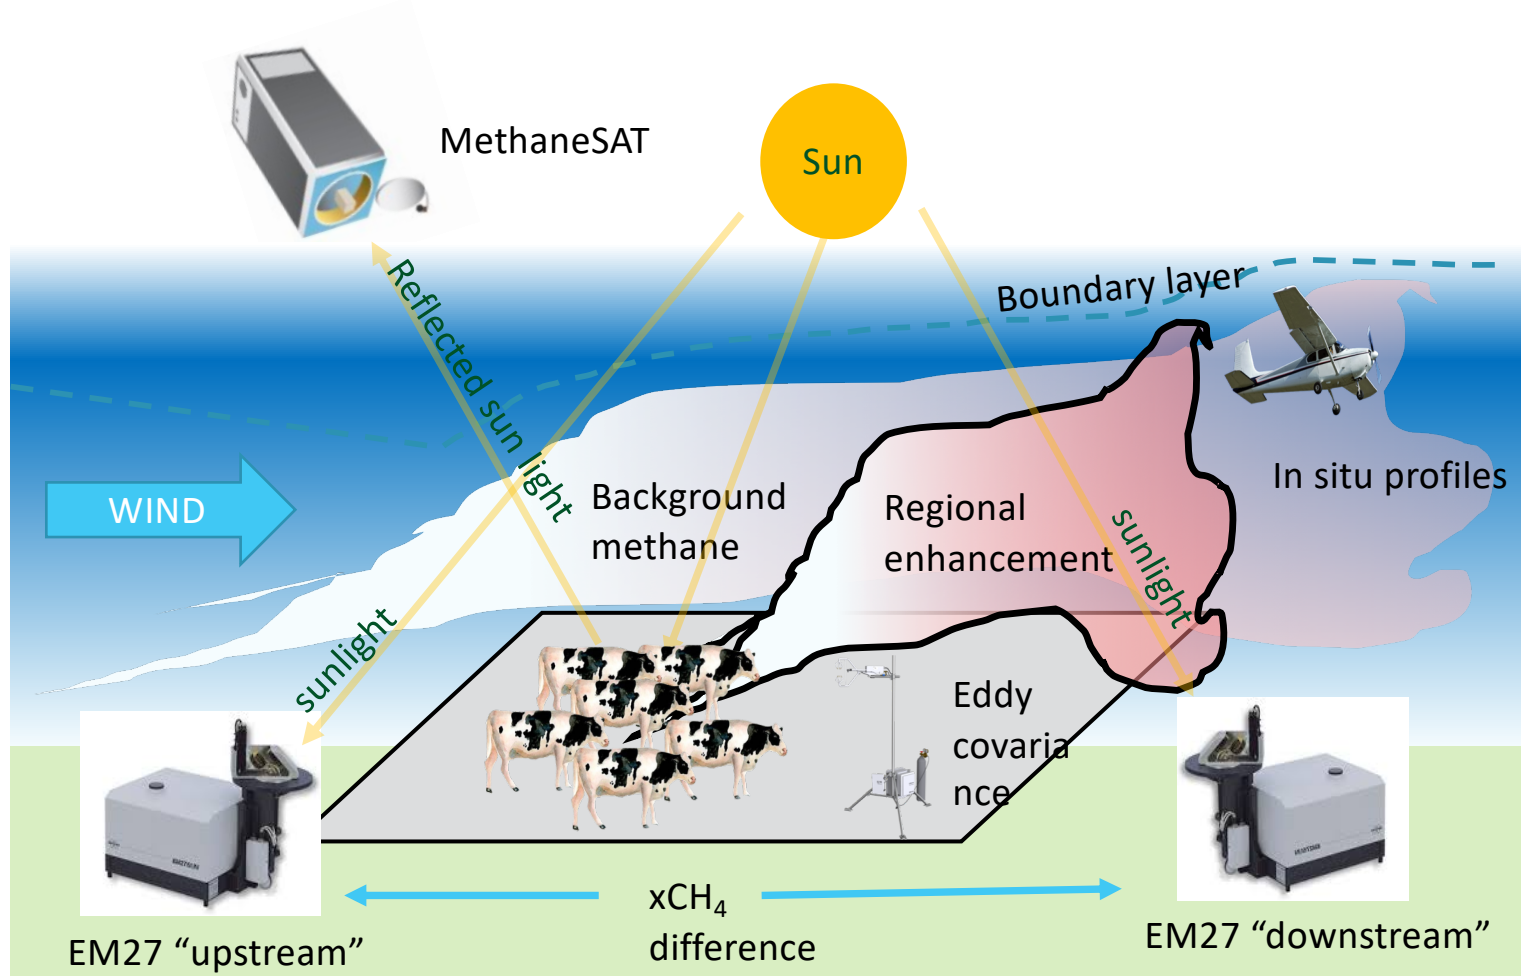 MethaneSAT
Sun
Boundary layer
Reflected sun light
WIND
Background
methane
Regional
enhancement
In situ profiles
sunlight
sunlight
Eddy
covaria
nce
xCH₄
difference
EM27 “upstream”
EM27 “downstream”